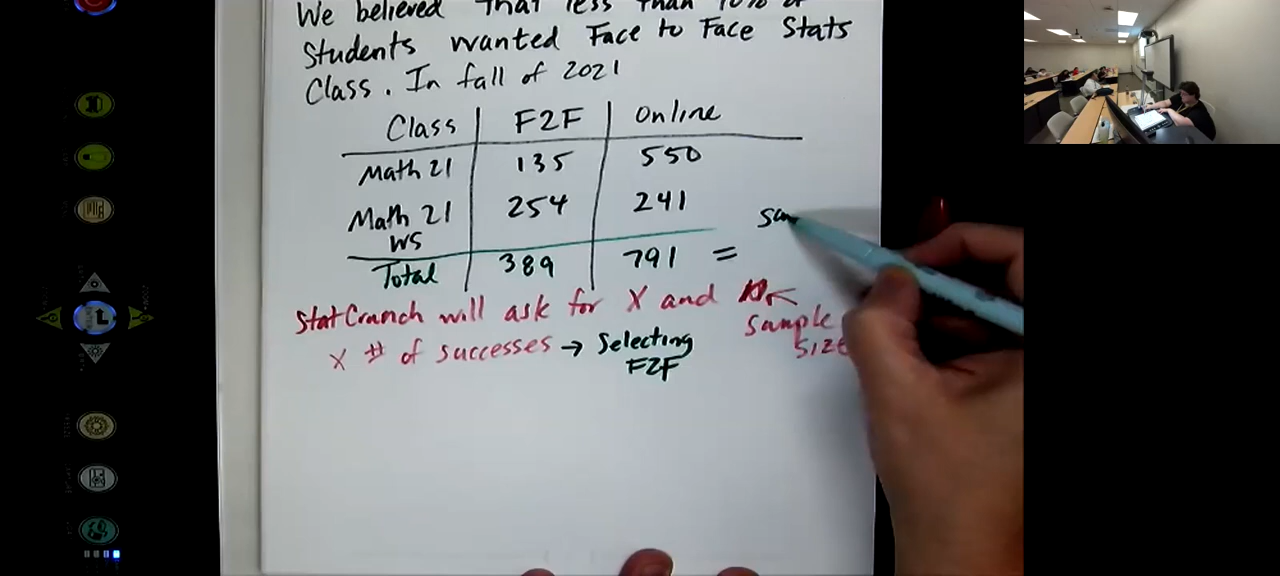 We believed that less than
Students wanted Face to Face Stats
Class. In fall of 2021
Class F2F Online
Math 21 135 550
Math 21 254 241
WS
Total 389 791 =
StatCrunch will ask for X and
Sample
Size
X # of successes → Selecting
F2F